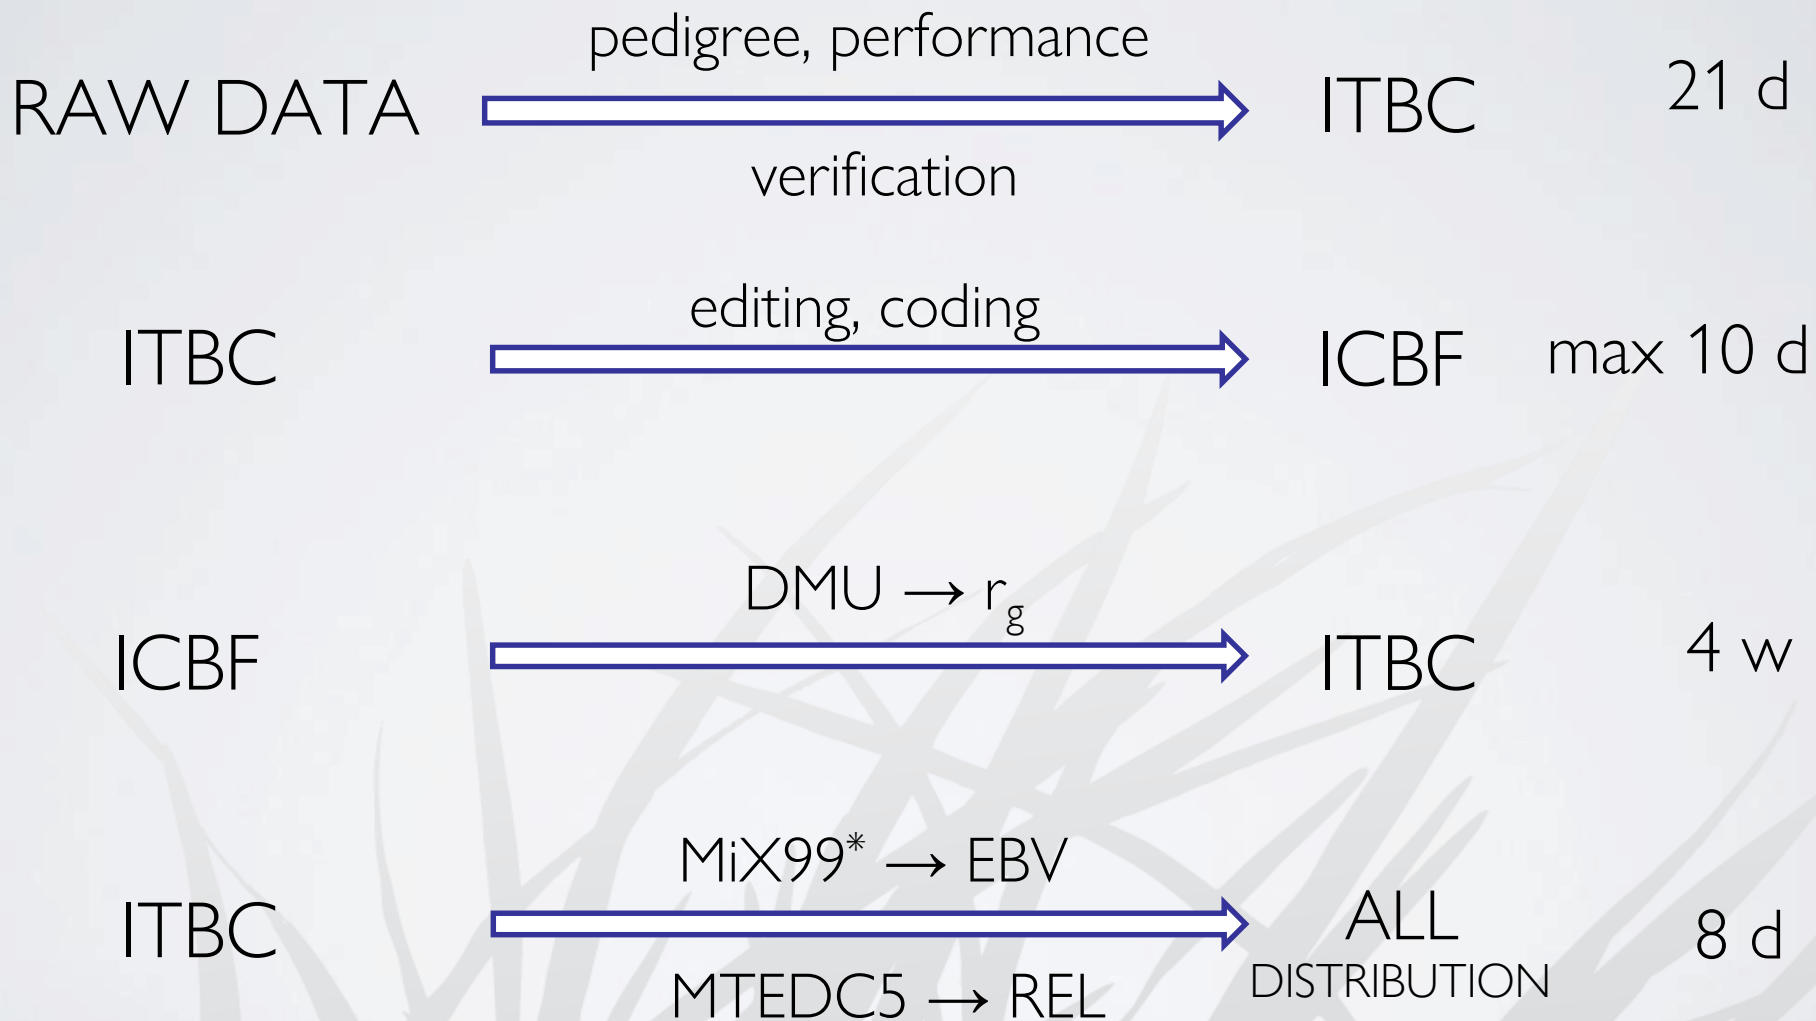 pedigree, performance
RAW DATA ITBC 21 d
verification
editing, coding
ITBC ICBF max 10 d
DMU → r_g
ICBF ITBC 4 w
MiX99* → EBV
ITBC ALL 8 d
DISTRIBUTION
MTEDC5 → REL